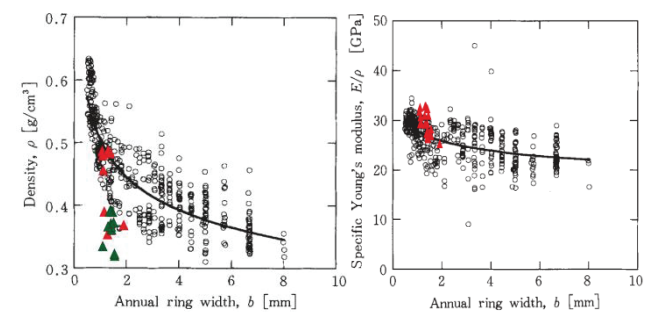 0.7
0.6
0.5
0.4
0.3
Density, ρ [g/cm³]
0 2 4 6 8 10
Annual ring width, b [mm]
50
40
30
20
10
0
Specific Young's modulus, E/ρ [GPa]
0 2 4 6 8 10
Annual ring width, b [mm]